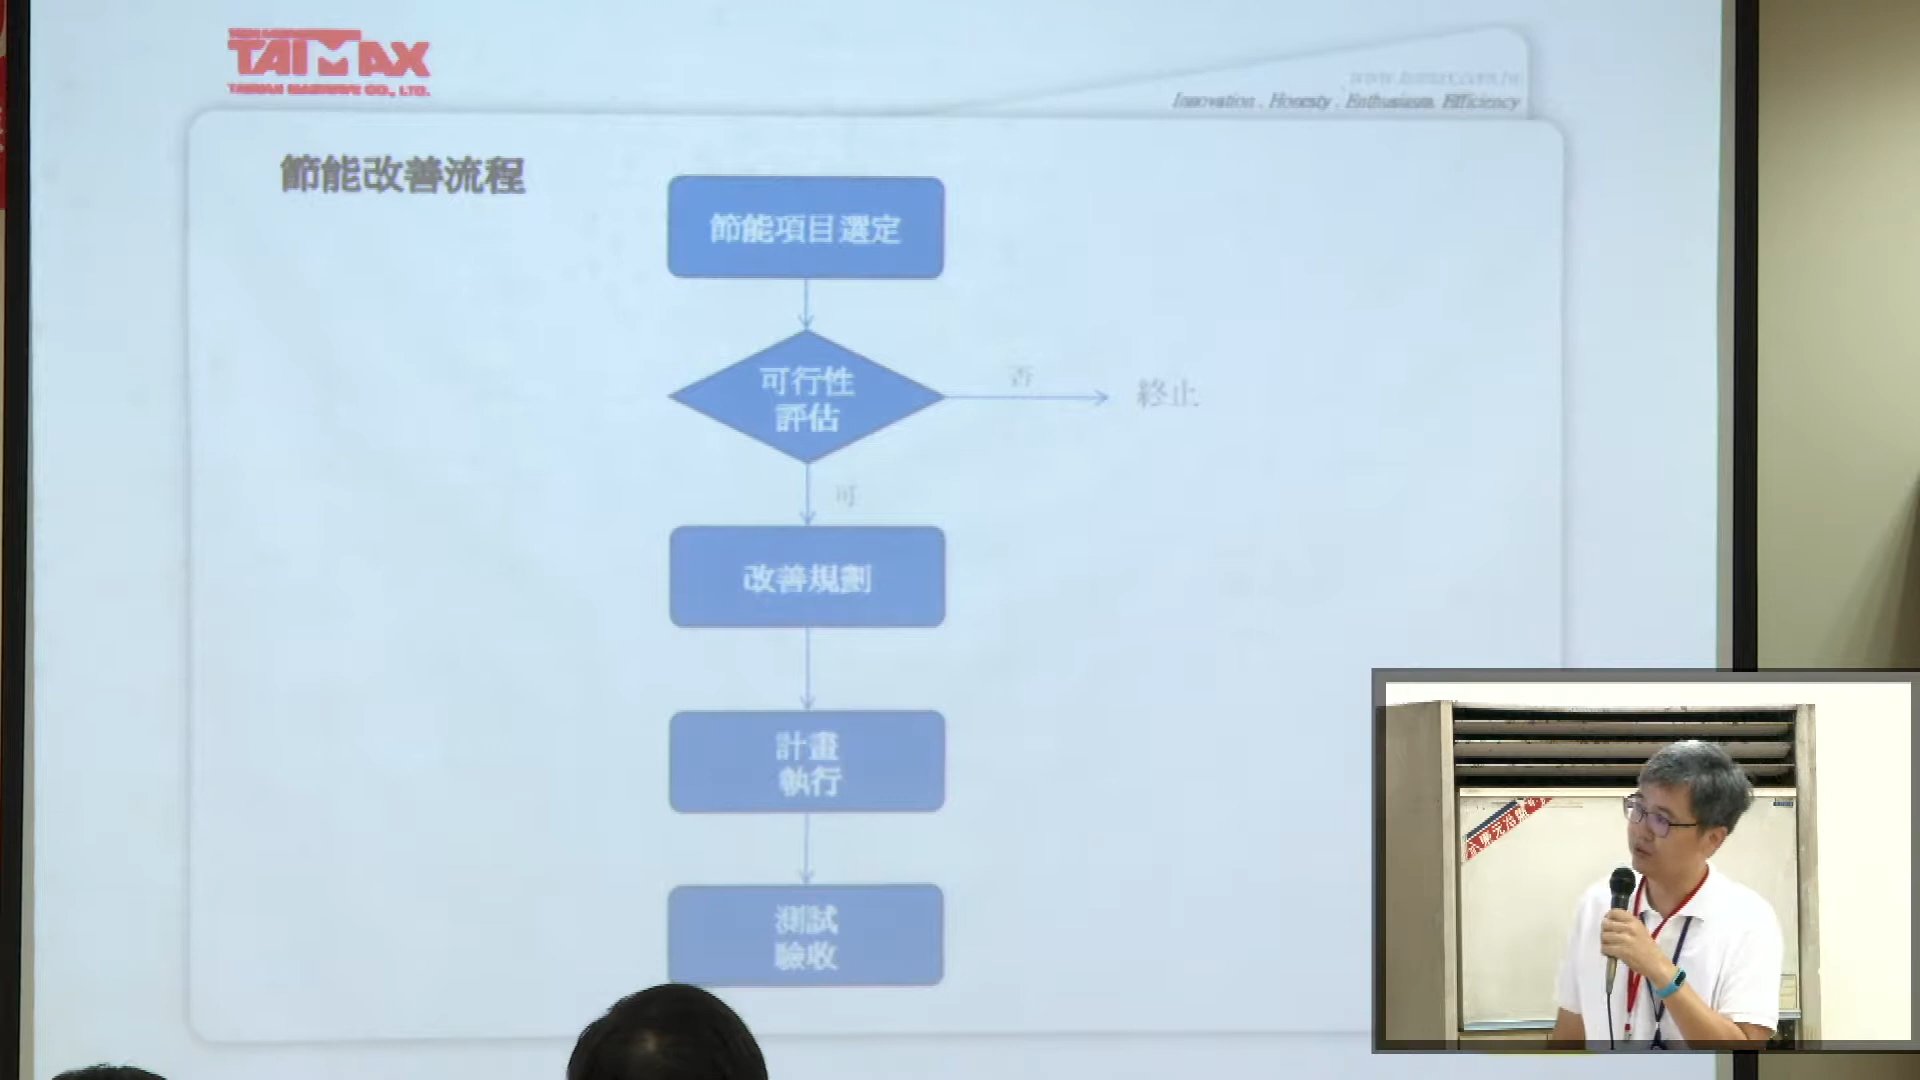 TAIMAX
TAIWAN MAXWAVE CO., LTD.
Innovation . Honesty . Enthusiasm. Efficiency
節能改善流程
節能項目選定
可行性
評估
否
終止
可
改善規劃
計畫
執行
測試
驗收